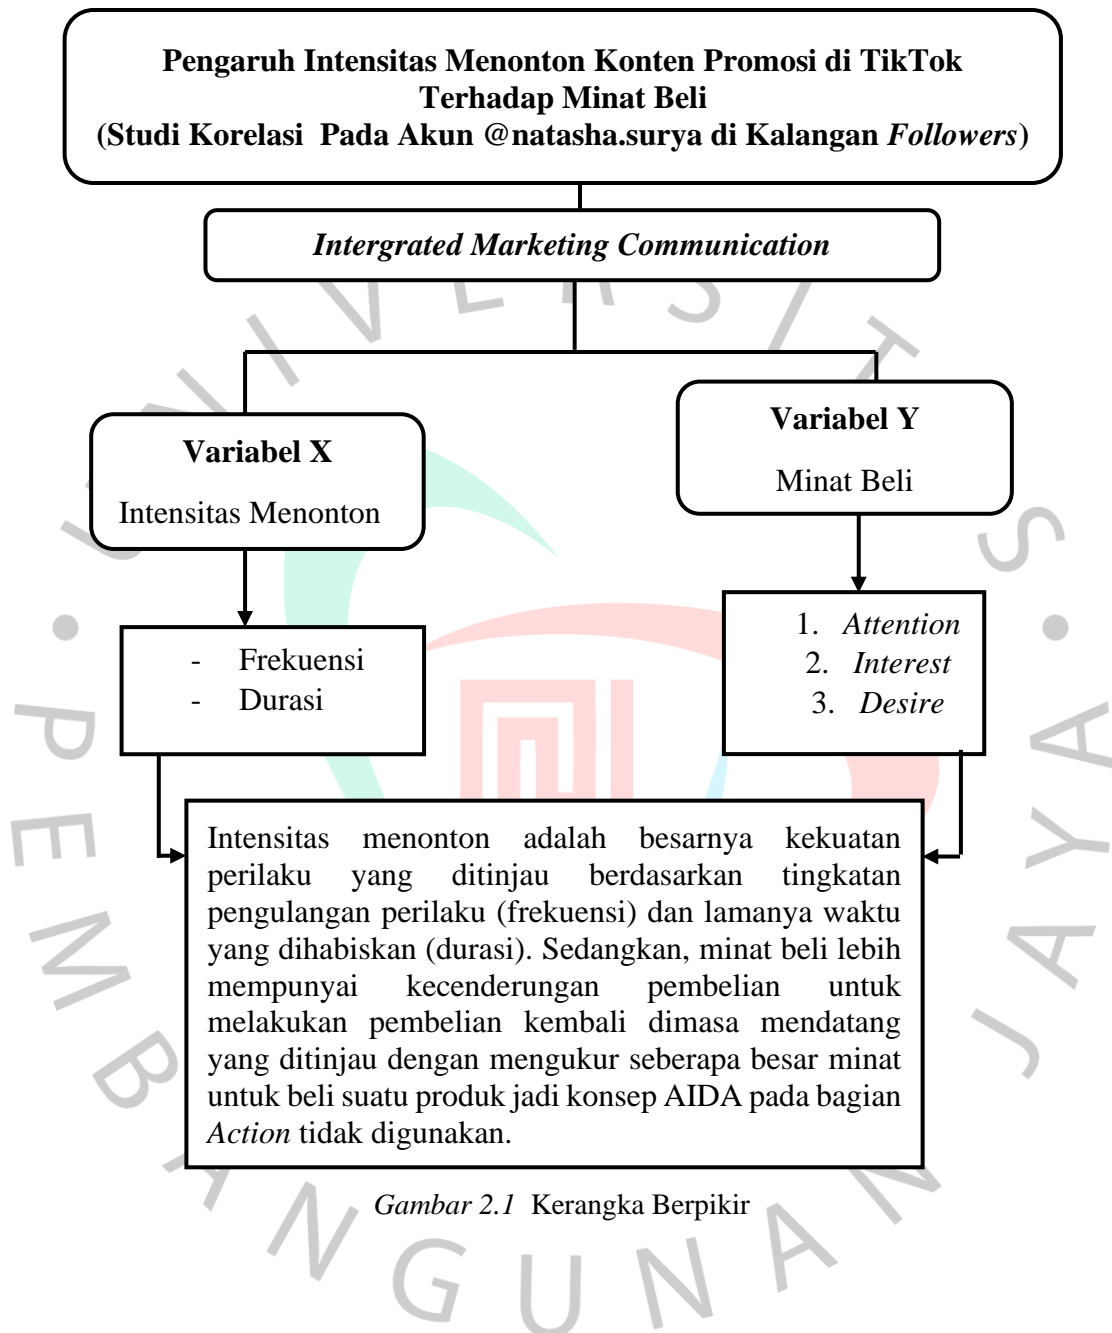 Pengaruh Intensitas Menonton Konten Promosi di TikTok
Terhadap Minat Beli
(Studi Korelasi Pada Akun @natasha.surya di Kalangan Followers)
Intergrated Marketing Communication
Variabel X
Intensitas Menonton
Variabel Y
Minat Beli
- Frekuensi
- Durasi
1. Attention
2. Interest
3. Desire
Intensitas menonton adalah besarnya kekuatan
perilaku yang ditinjau berdasarkan tingkatan
pengulangan perilaku (frekuensi) dan lamanya waktu
yang dihabiskan (durasi). Sedangkan, minat beli lebih
mempunyai kecenderungan pembelian untuk
melakukan pembelian kembali dimasa mendatang
yang ditinjau dengan mengukur seberapa besar minat
untuk beli suatu produk jadi konsep AIDA pada bagian
Action tidak digunakan.
Gambar 2.1 Kerangka Berpikir
UNIVERSITAS
PEMBANGUNAN JAYA